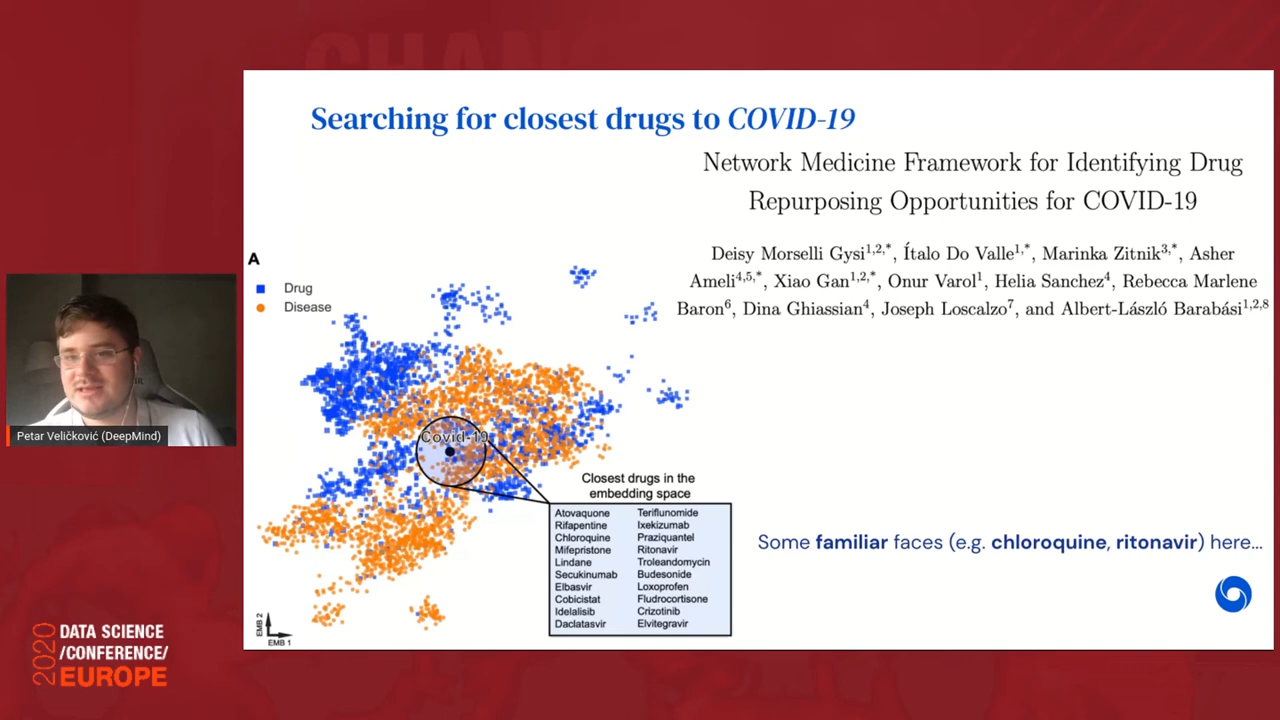 CHAN
Searching for closest drugs to COVID-19
Network Medicine Framework for Identifying Drug
Repurposing Opportunities for COVID-19
Deisy Morselli Gysi1,2,*, Ítalo Do Valle1,*, Marinka Zitnik3,*, Asher
Ameli4,5,*, Xiao Gan1,2,*, Onur Varol1, Helia Sanchez4, Rebecca Marlene
Baron6, Dina Ghiassian4, Joseph Loscalzo7, and Albert-László Barabási1,2,8
A
Drug
Disease
Covid-19
Closest drugs in the
embedding space
Atovaquone Teriflunomide
Rifapentine Ixekizumab
Chloroquine Praziquantel
Mifepristone Ritonavir
Lindane Troleandomycin
Secukinumab Budesonide
Elbasvir Loxoprofen
Cobicistat Fludrocortisone
Idelalisib Crizotinib
Daclatasvir Elvitegravir
EMB 2
EMB 1
Some familiar faces (e.g. chloroquine, ritonavir) here...
Petar Veličković (DeepMind)
2020
DATA SCIENCE
/CONFERENCE/
EUROPE